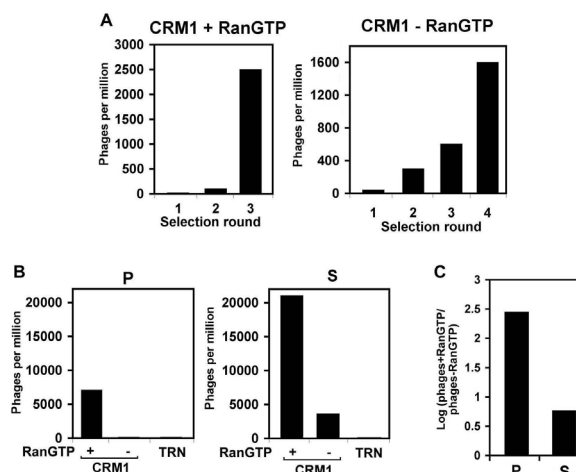 A
CRM1 + RanGTP
CRM1 - RanGTP
Phages per million
3000
2500
2000
1500
1000
500
0
1 2 3
Selection round
Phages per million
1600
1200
800
400
0
1 2 3 4
Selection round
B
P
S
C
Phages per million
20000
15000
10000
5000
0
RanGTP + - TRN
CRM1
Phages per million
20000
15000
10000
5000
0
RanGTP + - TRN
CRM1
Log (phages+RanGTP/
phages-RanGTP)
3
2.5
2
1.5
1
0.5
0
P S